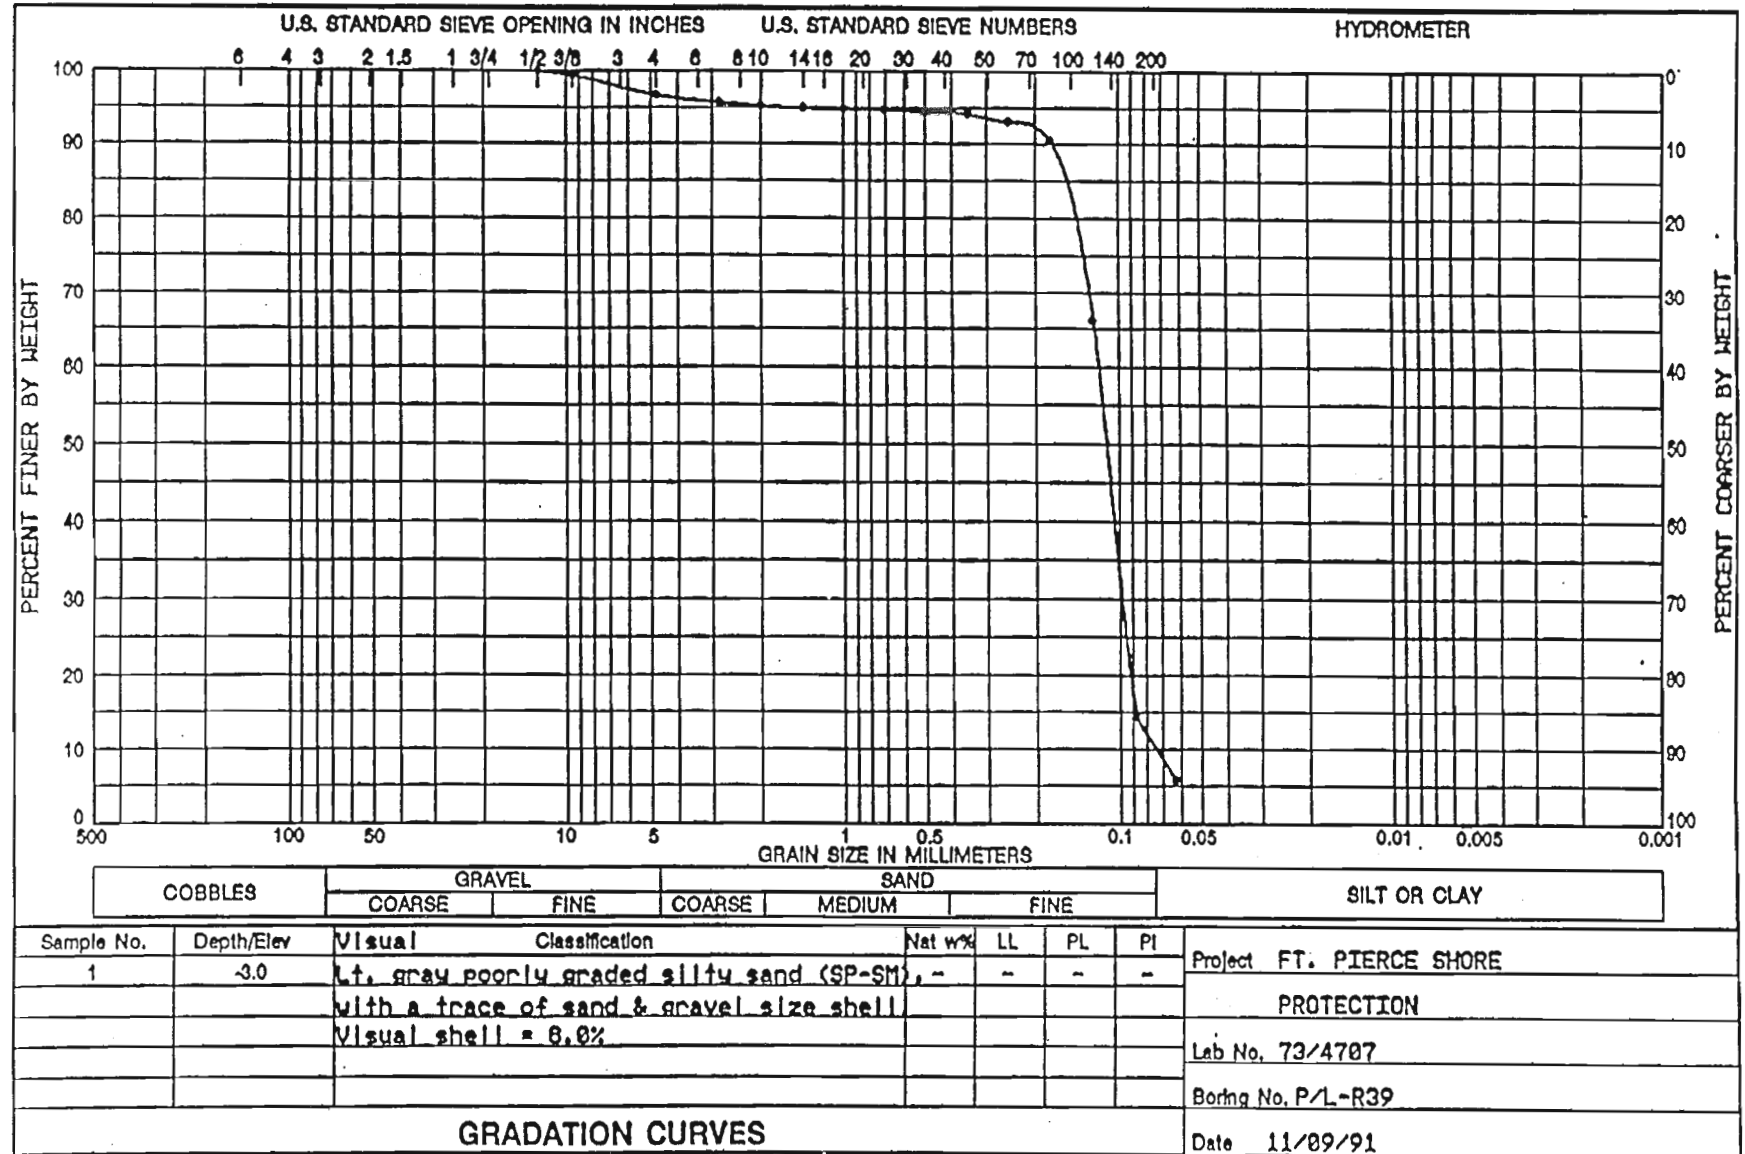 U.S. STANDARD SIEVE OPENING IN INCHES U.S. STANDARD SIEVE NUMBERS HYDROMETER
6 4 3 2 1.5 1 3/4 1/2 3/8 3 4 6 8 10 14 16 20 30 40 50 70 100 140 200
100 0
90 10
80 20
70 30
60 40
50 50
40 60
30 70
20 80
10 90
0 100
PERCENT FINER BY WEIGHT
PERCENT COARSER BY WEIGHT
500 100 50 10 5 1 0.5 0.1 0.05 0.01 0.005 0.001
GRAIN SIZE IN MILLIMETERS
COBBLES GRAVEL SAND SILT OR CLAY
COARSE FINE COARSE MEDIUM FINE
Sample No. Depth/Elev Visual Classification Nat w% LL PL PI
1 -3.0 Lt. gray poorly graded silty sand (SP-SM), - - - -
with a trace of sand & gravel size shell
Visual shell = 8.0%
Project FT. PIERCE SHORE
PROTECTION
Lab No. 73/4707
Boring No. P/L-R39
GRADATION CURVES
Date 11/09/91